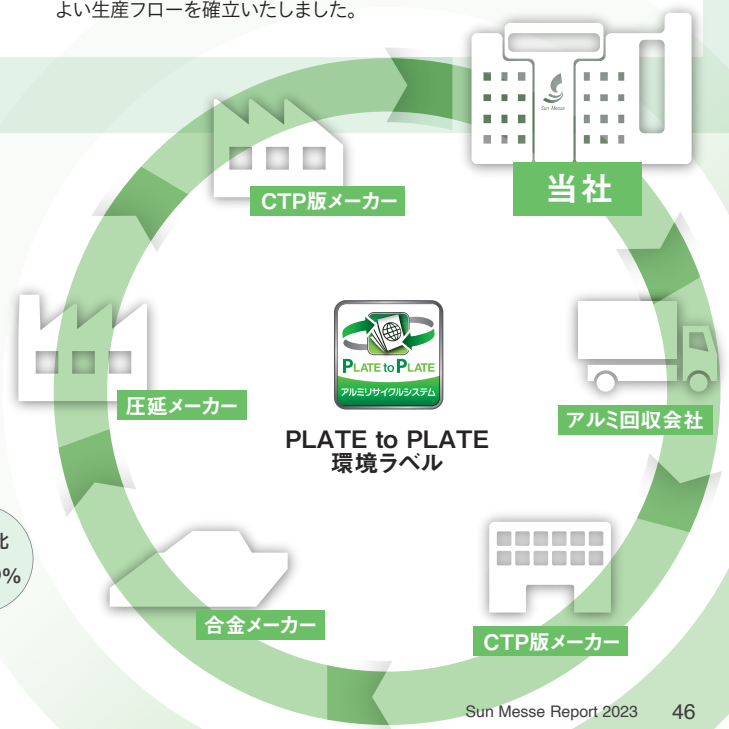 よい生産フローを確立いたしました。
Sun Messe
当社
CTP版メーカー
圧延メーカー
アルミ回収会社
PLATE to PLATE
アルミリサイクルシステム
PLATE to PLATE
環境ラベル
比
%
合金メーカー
CTP版メーカー
Sun Messe Report 2023 46